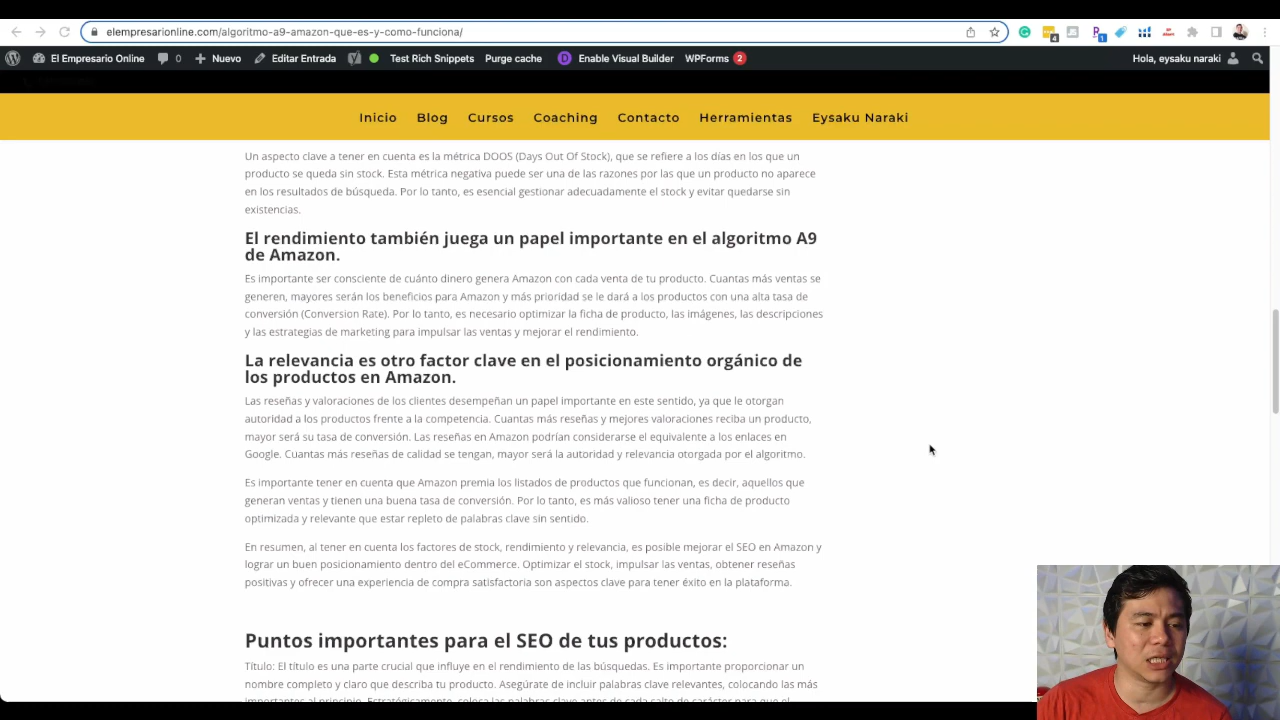 elempresarionline.com/algoritmo-a9-amazon-que-es-y-como-funciona/
4
1
El Empresario Online 0 Nuevo Editar Entrada Test Rich Snippets Purge cache Enable Visual Builder WPForms 2 Hola, eysaku naraki
Inicio Blog Cursos Coaching Contacto Herramientas Eysaku Naraki
Un aspecto clave a tener en cuenta es la métrica DOOS (Days Out Of Stock), que se refiere a los días en los que un
producto se queda sin stock. Esta métrica negativa puede ser una de las razones por las que un producto no aparece
en los resultados de búsqueda. Por lo tanto, es esencial gestionar adecuadamente el stock y evitar quedarse sin
existencias.
El rendimiento también juega un papel importante en el algoritmo A9
de Amazon.
Es importante ser consciente de cuánto dinero genera Amazon con cada venta de tu producto. Cuantas más ventas se
generen, mayores serán los beneficios para Amazon y más prioridad se le dará a los productos con una alta tasa de
conversión (Conversion Rate). Por lo tanto, es necesario optimizar la ficha de producto, las imágenes, las descripciones
y las estrategias de marketing para impulsar las ventas y mejorar el rendimiento.
La relevancia es otro factor clave en el posicionamiento orgánico de
los productos en Amazon.
Las reseñas y valoraciones de los clientes desempeñan un papel importante en este sentido, ya que le otorgan
autoridad a los productos frente a la competencia. Cuantas más reseñas y mejores valoraciones reciba un producto,
mayor será su tasa de conversión. Las reseñas en Amazon podrían considerarse el equivalente a los enlaces en
Google. Cuantas más reseñas de calidad se tengan, mayor será la autoridad y relevancia otorgada por el algoritmo.
Es importante tener en cuenta que Amazon premia los listados de productos que funcionan, es decir, aquellos que
generan ventas y tienen una buena tasa de conversión. Por lo tanto, es más valioso tener una ficha de producto
optimizada y relevante que estar repleto de palabras clave sin sentido.
En resumen, al tener en cuenta los factores de stock, rendimiento y relevancia, es posible mejorar el SEO en Amazon y
lograr un buen posicionamiento dentro del eCommerce. Optimizar el stock, impulsar las ventas, obtener reseñas
positivas y ofrecer una experiencia de compra satisfactoria son aspectos clave para tener éxito en la plataforma.
Puntos importantes para el SEO de tus productos:
Título: El título es una parte crucial que influye en el rendimiento de las búsquedas. Es importante proporcionar un
nombre completo y claro que describa tu producto. Asegúrate de incluir palabras clave relevantes, colocando las más
importantes al principio. Estratégicamente, coloca las palabras clave antes de cada salto de carácter para que el